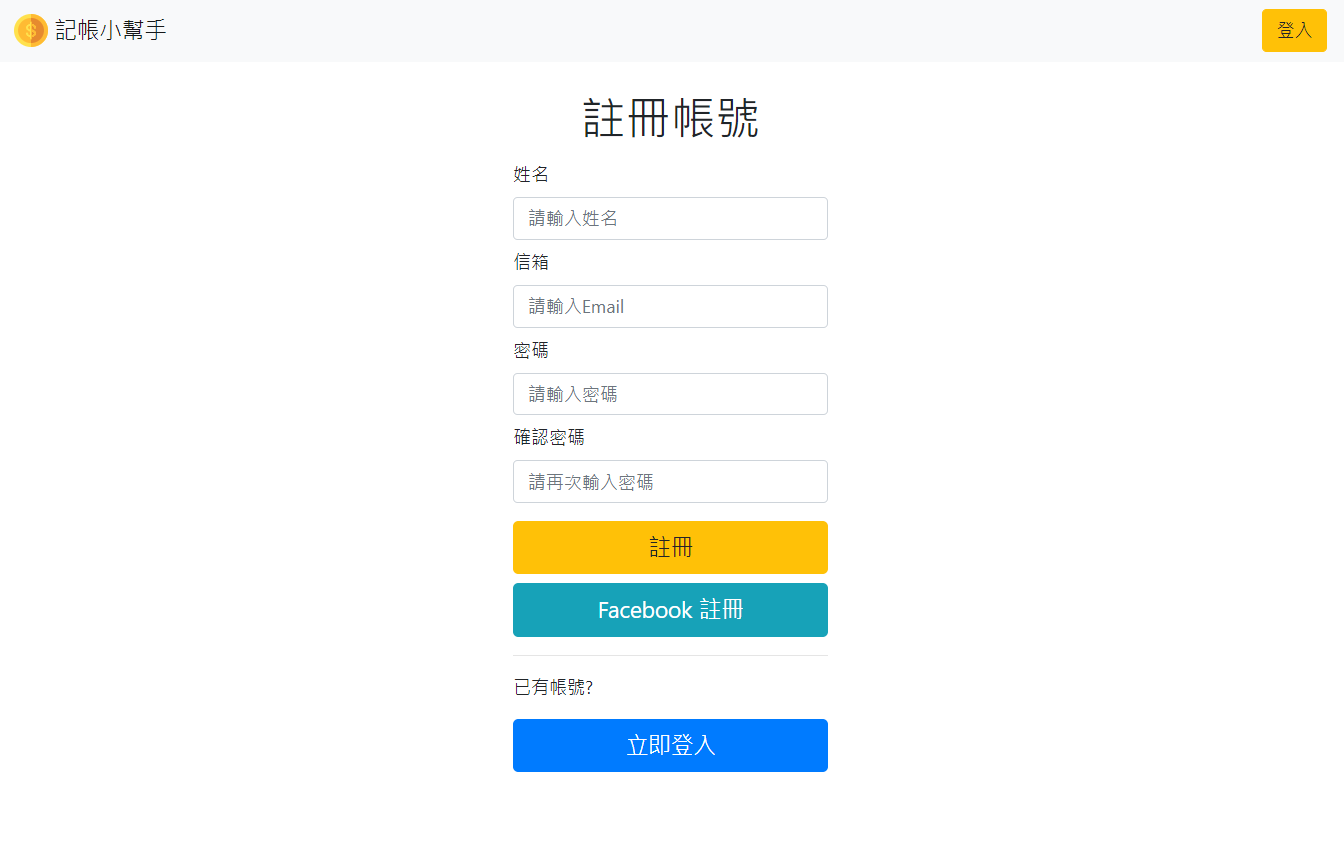 記帳小幫手
登入
註冊帳號
姓名
請輸入姓名
信箱
請輸入Email
密碼
請輸入密碼
確認密碼
請再次輸入密碼
註冊
Facebook 註冊
已有帳號?
立即登入